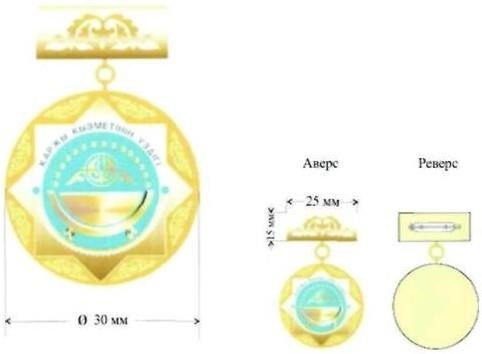 ҚАРЖЫ ҚЫЗМЕТІНІҢ ҮЗДІГІ
Аверс
Реверс
25 мм
15 мм
Ø 30 мм